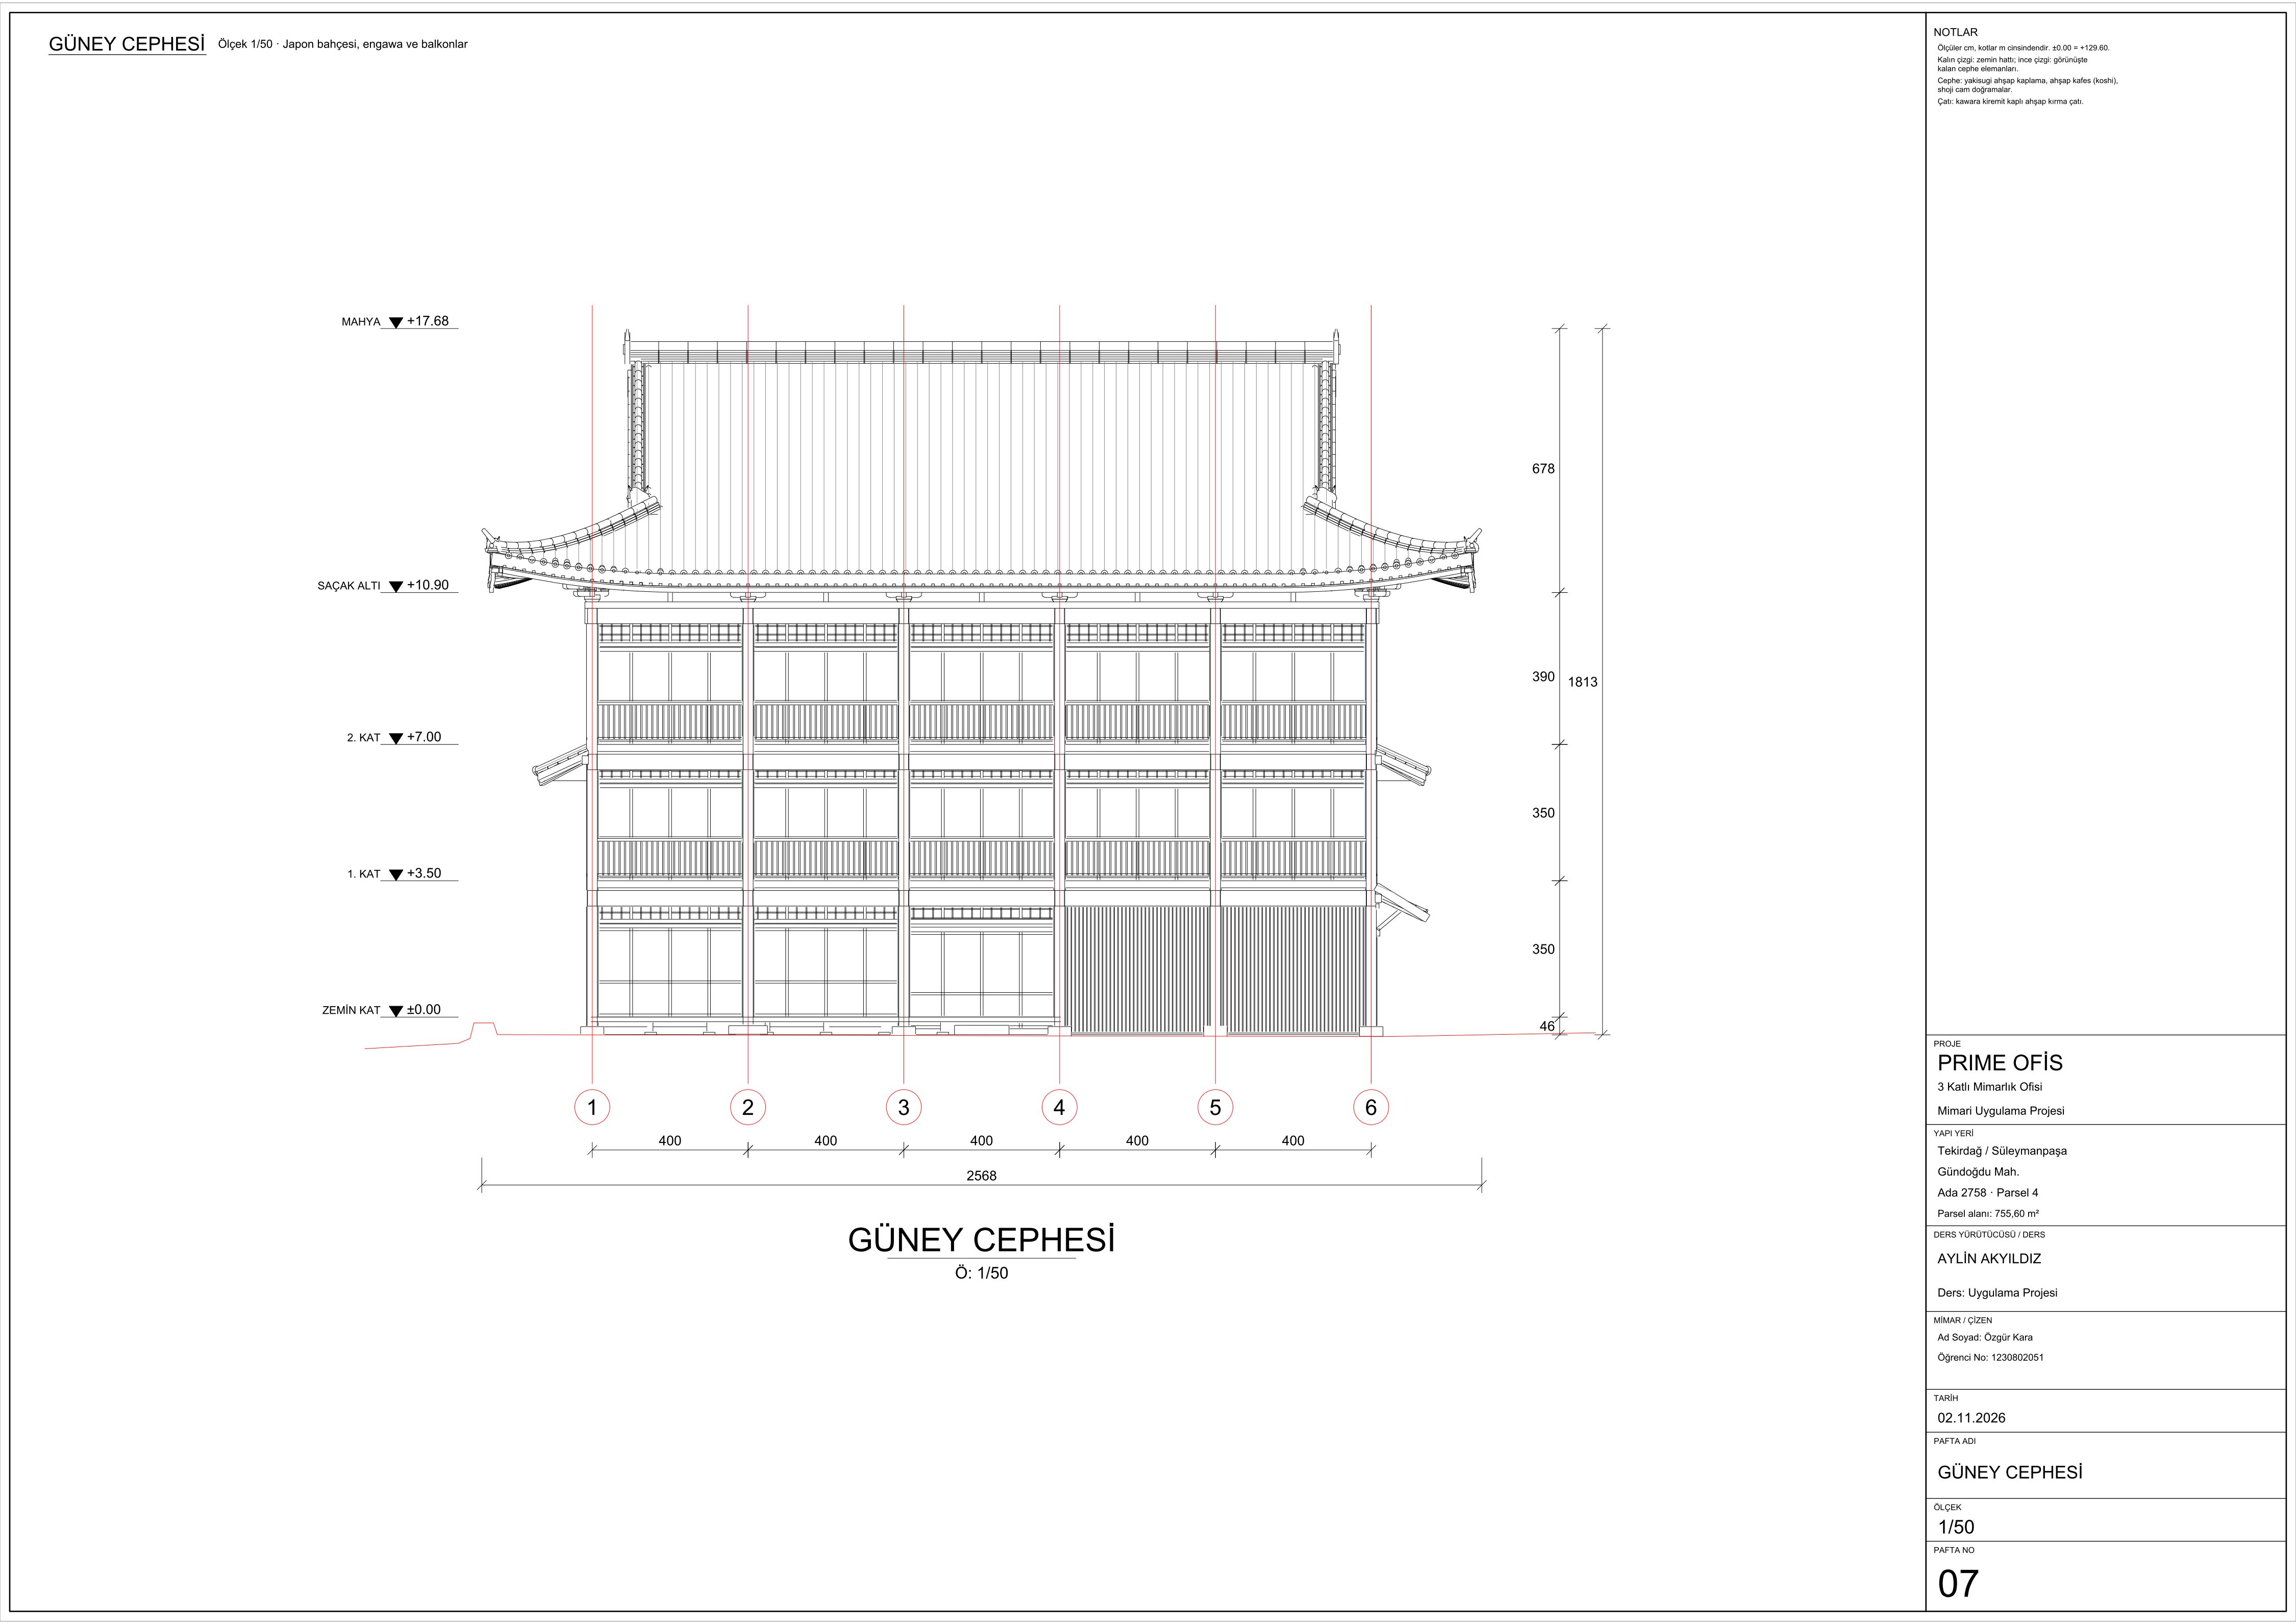 GÜNEY CEPHESİ Ölçek 1/50 · Japon bahçesi, engawa ve balkonlar
MAHYA +17.68
SAÇAK ALTI +10.90
2. KAT +7.00
1. KAT +3.50
ZEMİN KAT ±0.00
678
390
1813
350
350
46
1 2 3 4 5 6
400 400 400 400 400
2568
GÜNEY CEPHESİ
Ö: 1/50
NOTLAR
Ölçüler cm, kotlar m cinsindendir. ±0.00 = +129.60.
Kalın çizgi: zemin hattı; ince çizgi: görünüşte
kalan cephe elemanları.
Cephe: yakisugi ahşap kaplama, ahşap kafes (koshi),
shoji cam doğramalar.
Çatı: kawara kiremit kaplı ahşap kırma çatı.
PROJE
PRIME OFİS
3 Katlı Mimarlık Ofisi
Mimari Uygulama Projesi
YAPI YERİ
Tekirdağ / Süleymanpaşa
Gündoğdu Mah.
Ada 2758 · Parsel 4
Parsel alanı: 755,60 m²
DERS YÜRÜTÜCÜSÜ / DERS
AYLİN AKYILDIZ
Ders: Uygulama Projesi
MİMAR / ÇİZEN
Ad Soyad: Özgür Kara
Öğrenci No: 1230802051
TARİH
02.11.2026
PAFTA ADI
GÜNEY CEPHESİ
ÖLÇEK
1/50
PAFTA NO
07